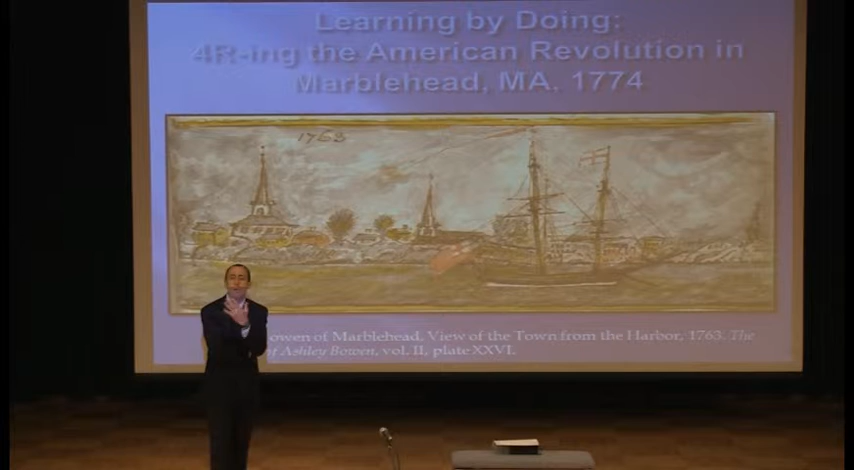 Learning by Doing:
4R-ing the American Revolution in
Marblehead, MA. 1774
1763
owen of Marblehead. View of the Town from the Harbor, 1763. The
of Ashley Bowen, vol. II, plate XXVI.